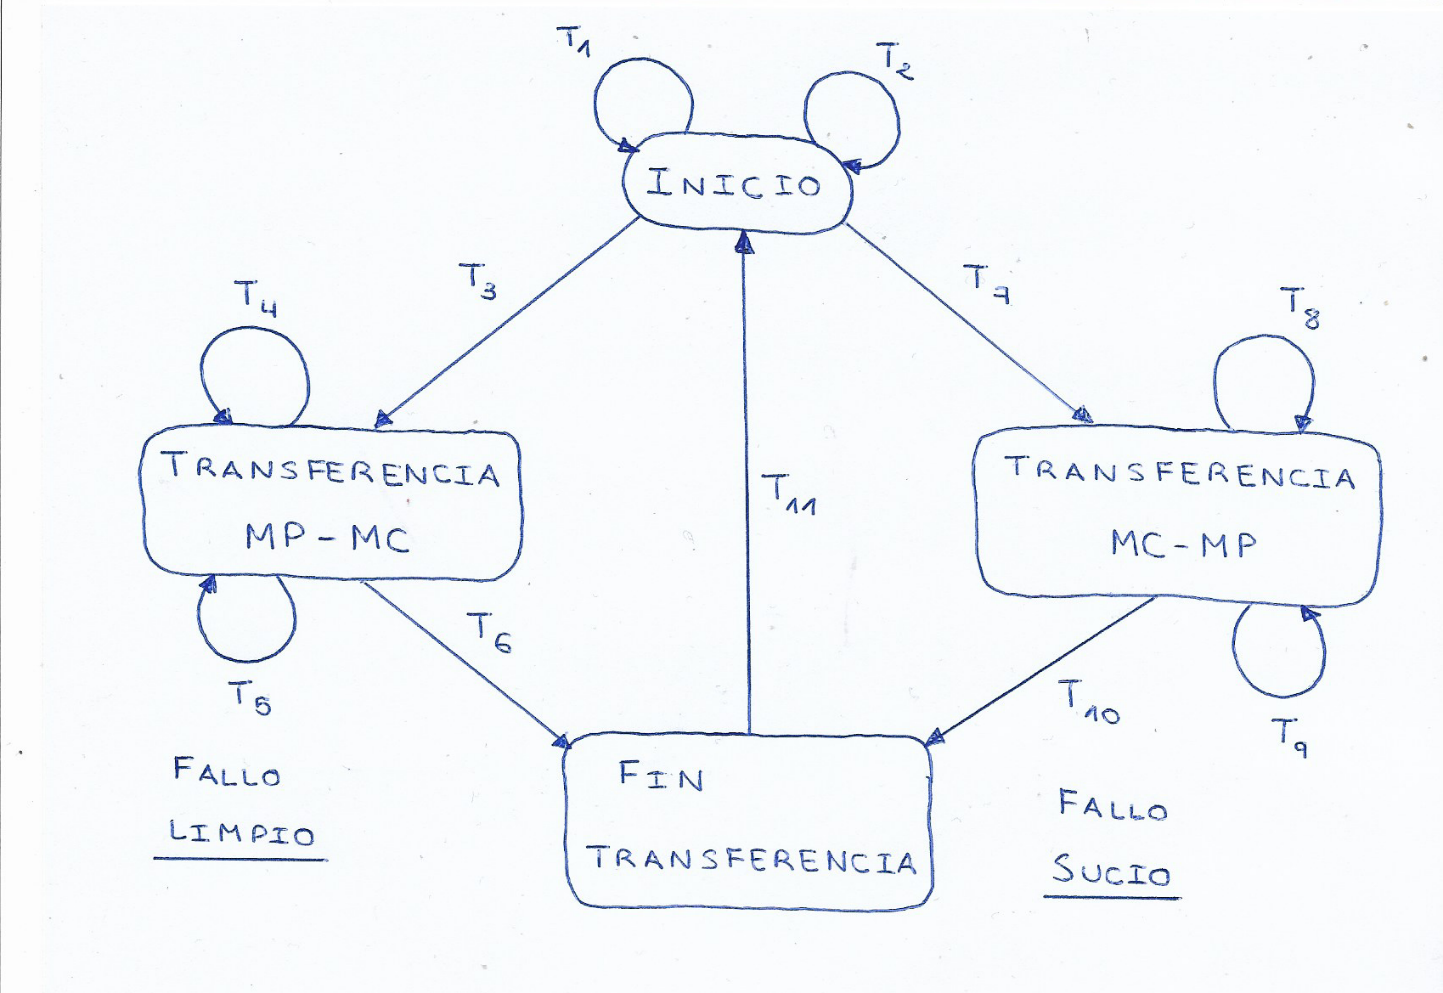 T1
T2
INICIO
T3
T7
T4
T8
TRANSFERENCIA
MP-MC
TRANSFERENCIA
MC-MP
T11
T6
T5
T10
T9
FALLO
LIMPIO
FIN
TRANSFERENCIA
FALLO
SUCIO